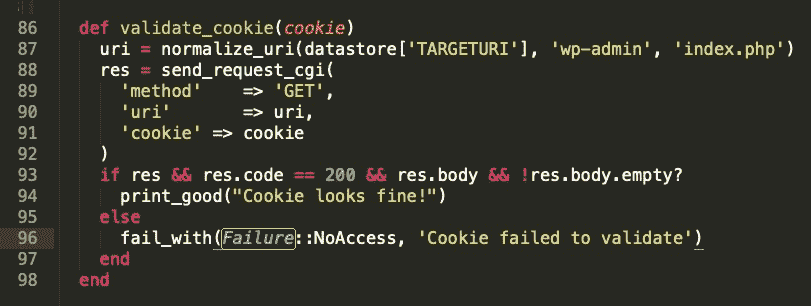 86 def validate_cookie(cookie)
87 uri = normalize_uri(datastore['TARGETURI'], 'wp-admin', 'index.php')
88 res = send_request_cgi(
89 'method' => 'GET',
90 'uri' => uri,
91 'cookie' => cookie
92 )
93 if res && res.code == 200 && res.body && !res.body.empty?
94 print_good("Cookie looks fine!")
95 else
96 fail_with(Failure::NoAccess, 'Cookie failed to validate')
97 end
98 end